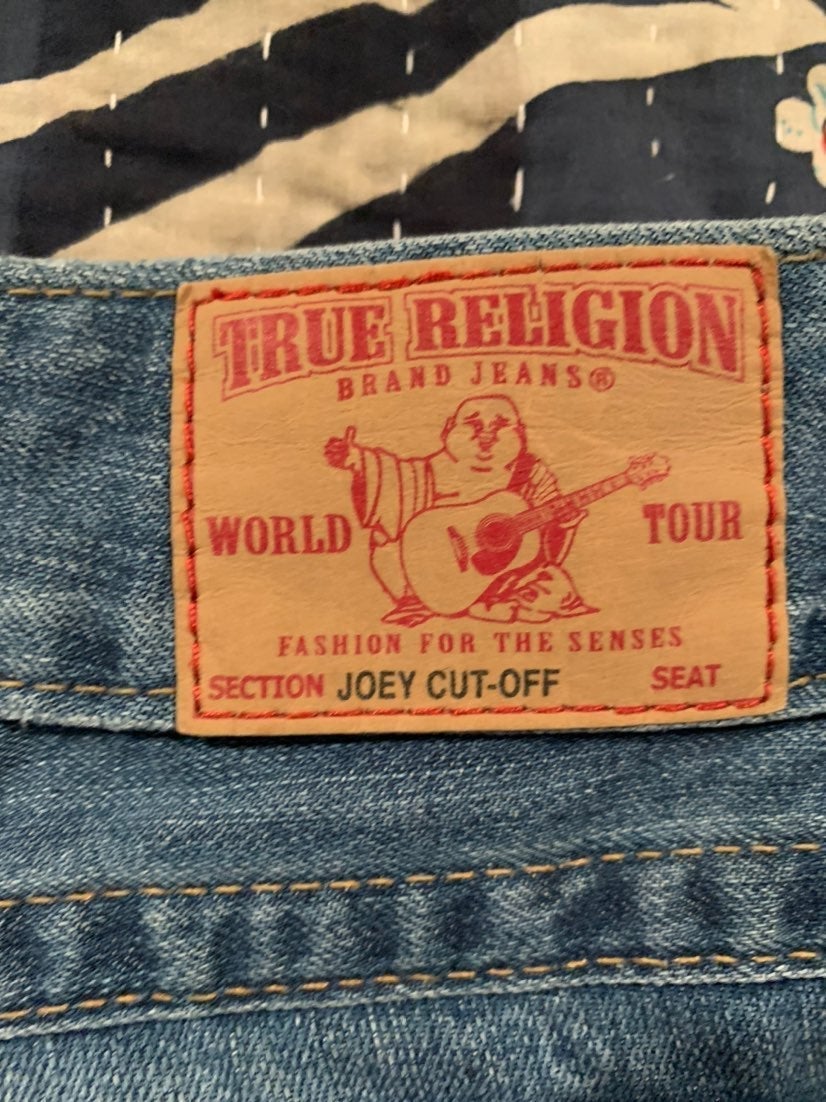 TRUE RELIGION
BRAND JEANS®
WORLD TOUR
FASHION FOR THE SENSES
SECTION JOEY CUT-OFF SEAT